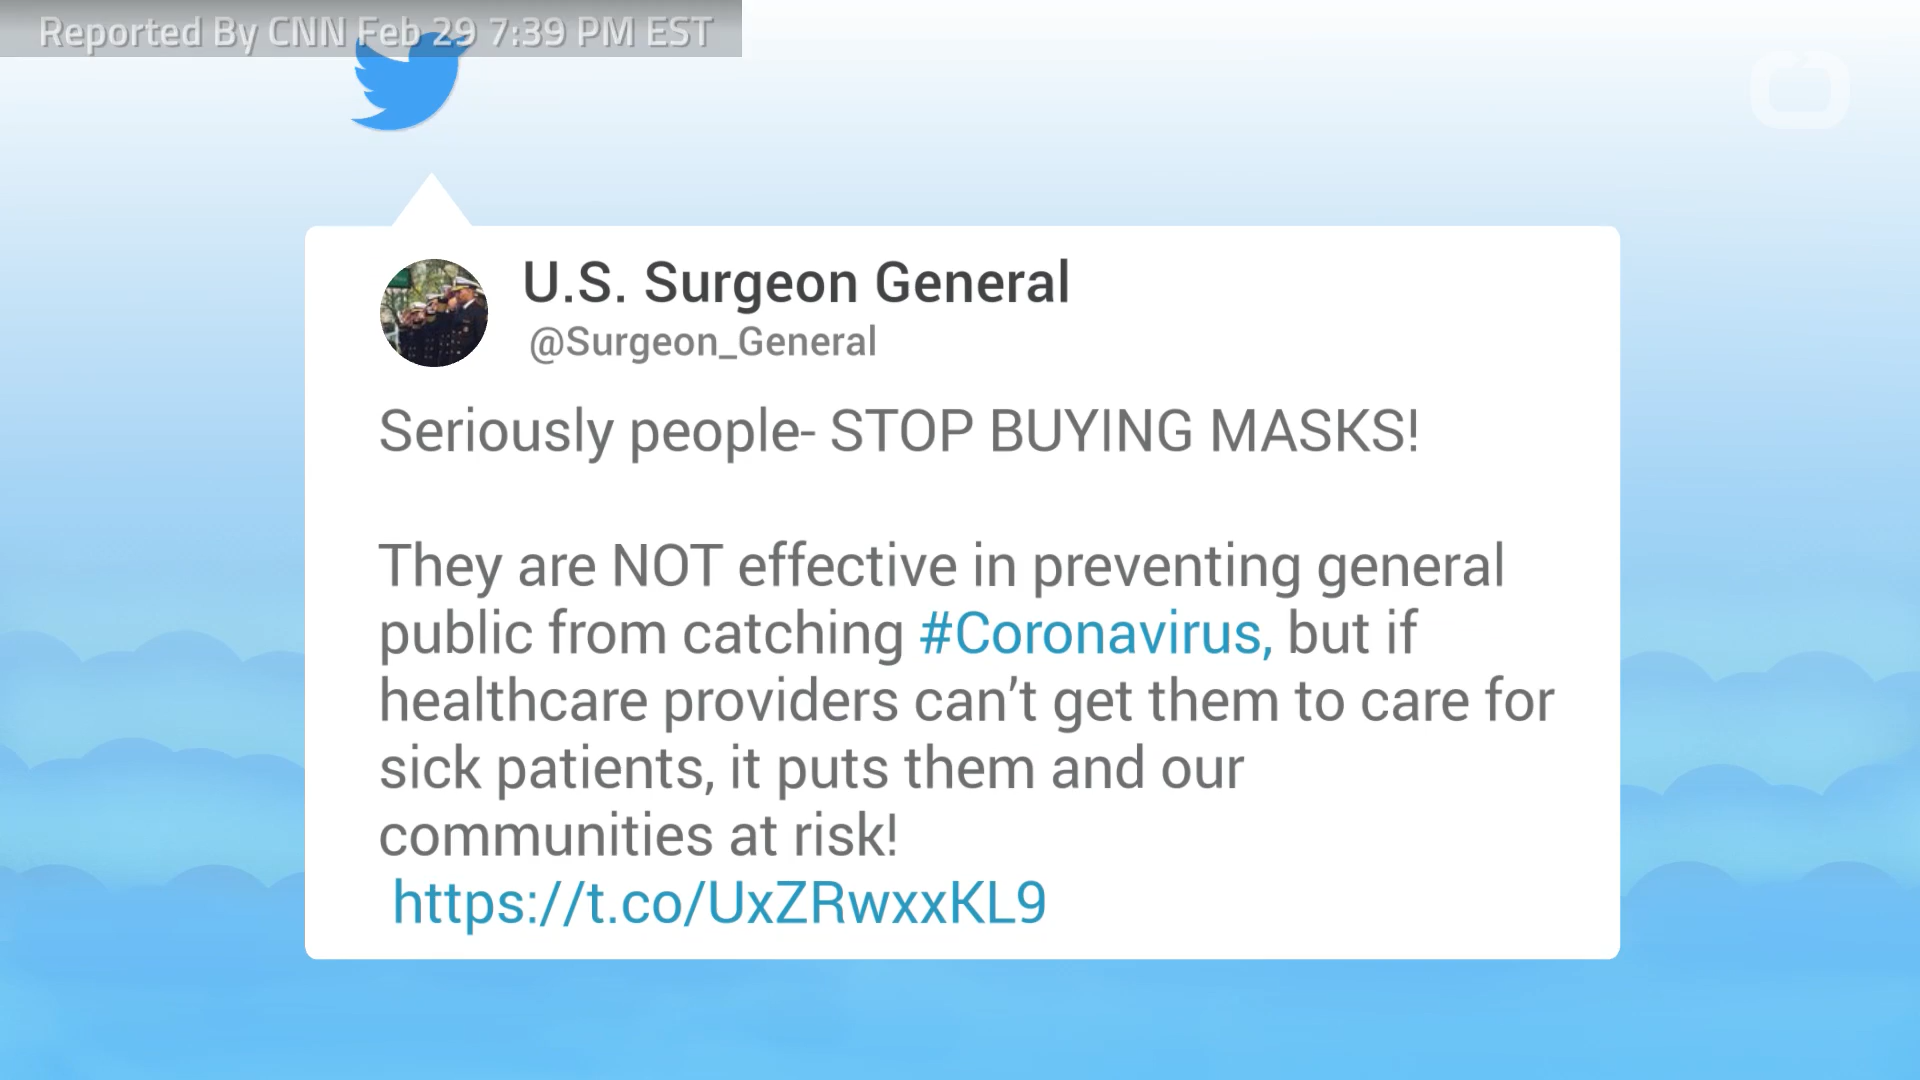 Reported By CNN Feb 29 7:39 PM EST
U.S. Surgeon General
@Surgeon_General
Seriously people- STOP BUYING MASKS!
They are NOT effective in preventing general
public from catching #Coronavirus, but if
healthcare providers can’t get them to care for
sick patients, it puts them and our
communities at risk!
https://t.co/UxZRwxxKL9